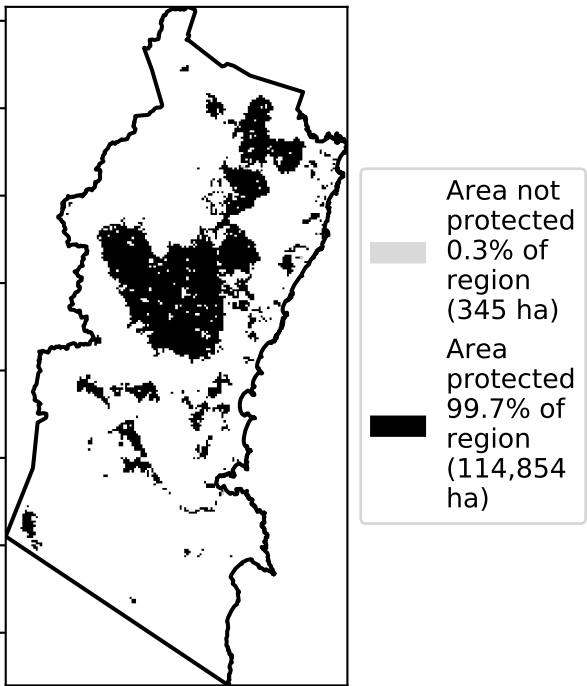 Area not
protected
0.3% of
region
(345 ha)
Area
protected
99.7% of
region
(114,854
ha)